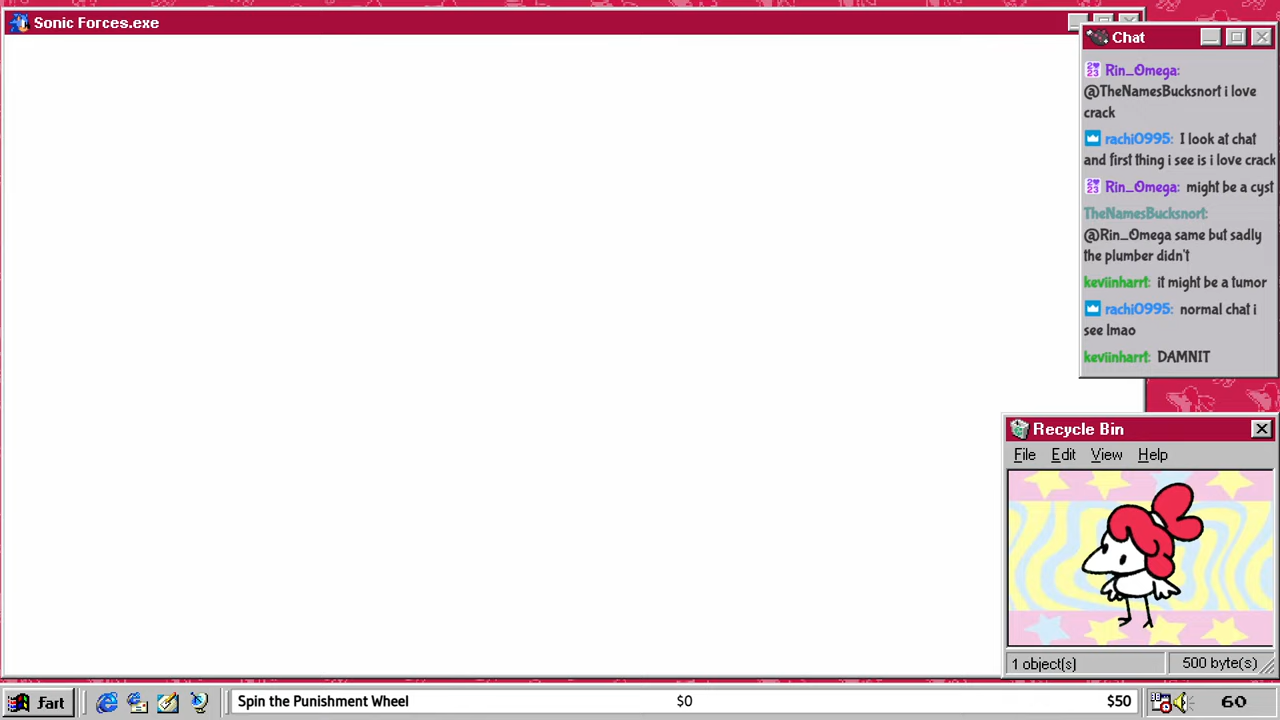 Sonic Forces.exe
Chat
Rin_Omega:
@TheNamesBucksnort i love
crack
rachi0995: I look at chat
and first thing i see is i love crack
Rin_Omega: might be a cyst
TheNamesBucksnort:
@Rin_Omega same but sadly
the plumber didn't
keviinharrt: it might be a tumor
rachi0995: normal chat i
see lmao
keviinharrt: DAMNIT
Recycle Bin
File Edit View Help
1 object(s) 500 byte(s)
fart Spin the Punishment Wheel $0 $50 60